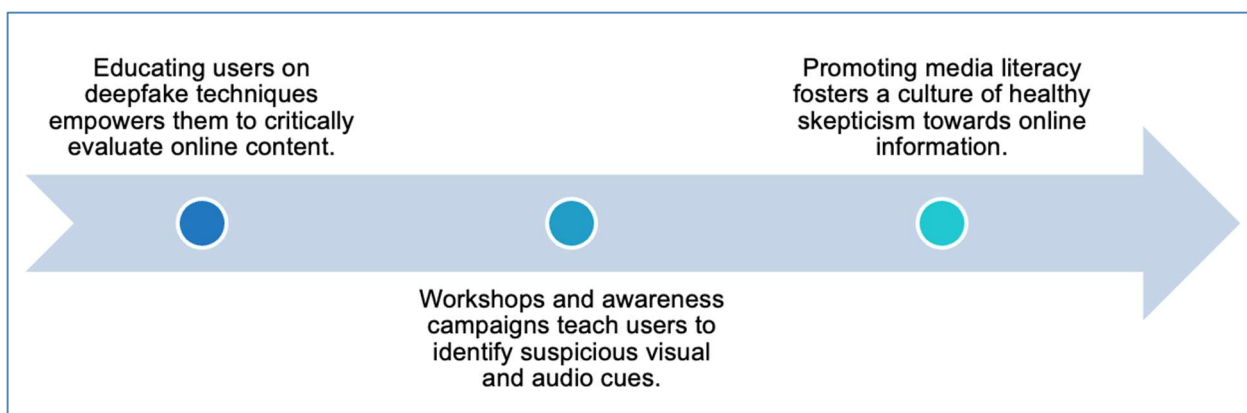 Educating users on
deepfake techniques
empowers them to critically
evaluate online content.
Workshops and awareness
campaigns teach users to
identify suspicious visual
and audio cues.
Promoting media literacy
fosters a culture of healthy
skepticism towards online
information.